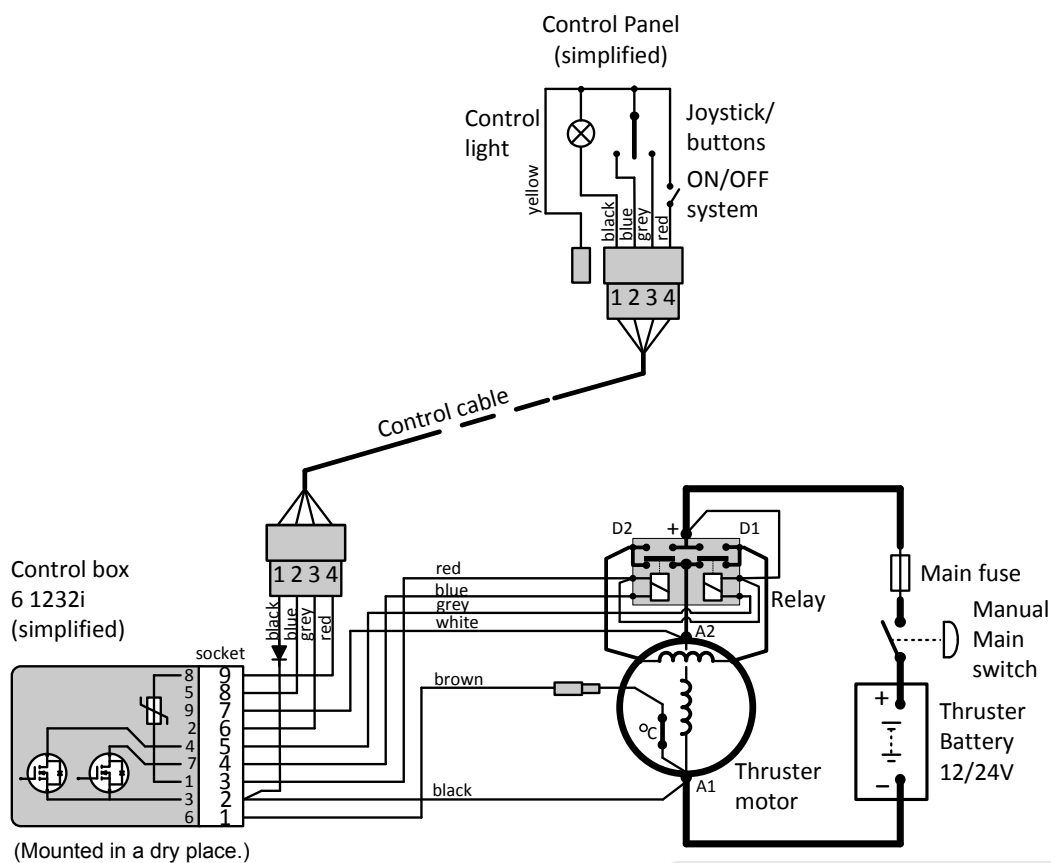 Control Panel
(simplified)
Control
light
Joystick/
buttons
ON/OFF
system
yellow
black
blue
grey
red
1 2 3 4
Control cable
Control box
6 1232i
(simplified)
1 2 3 4
black
blue
grey
red
socket
8 9
5 8
9 7
2 6
4 5
7 4
1 3
3 2
6 1
red
blue
grey
white
brown
black
D2
+
D1
Relay
A2
°C
A1
Thruster
motor
Main fuse
Manual
Main
switch
+
−
Thruster
Battery
12/24V
(Mounted in a dry place.)